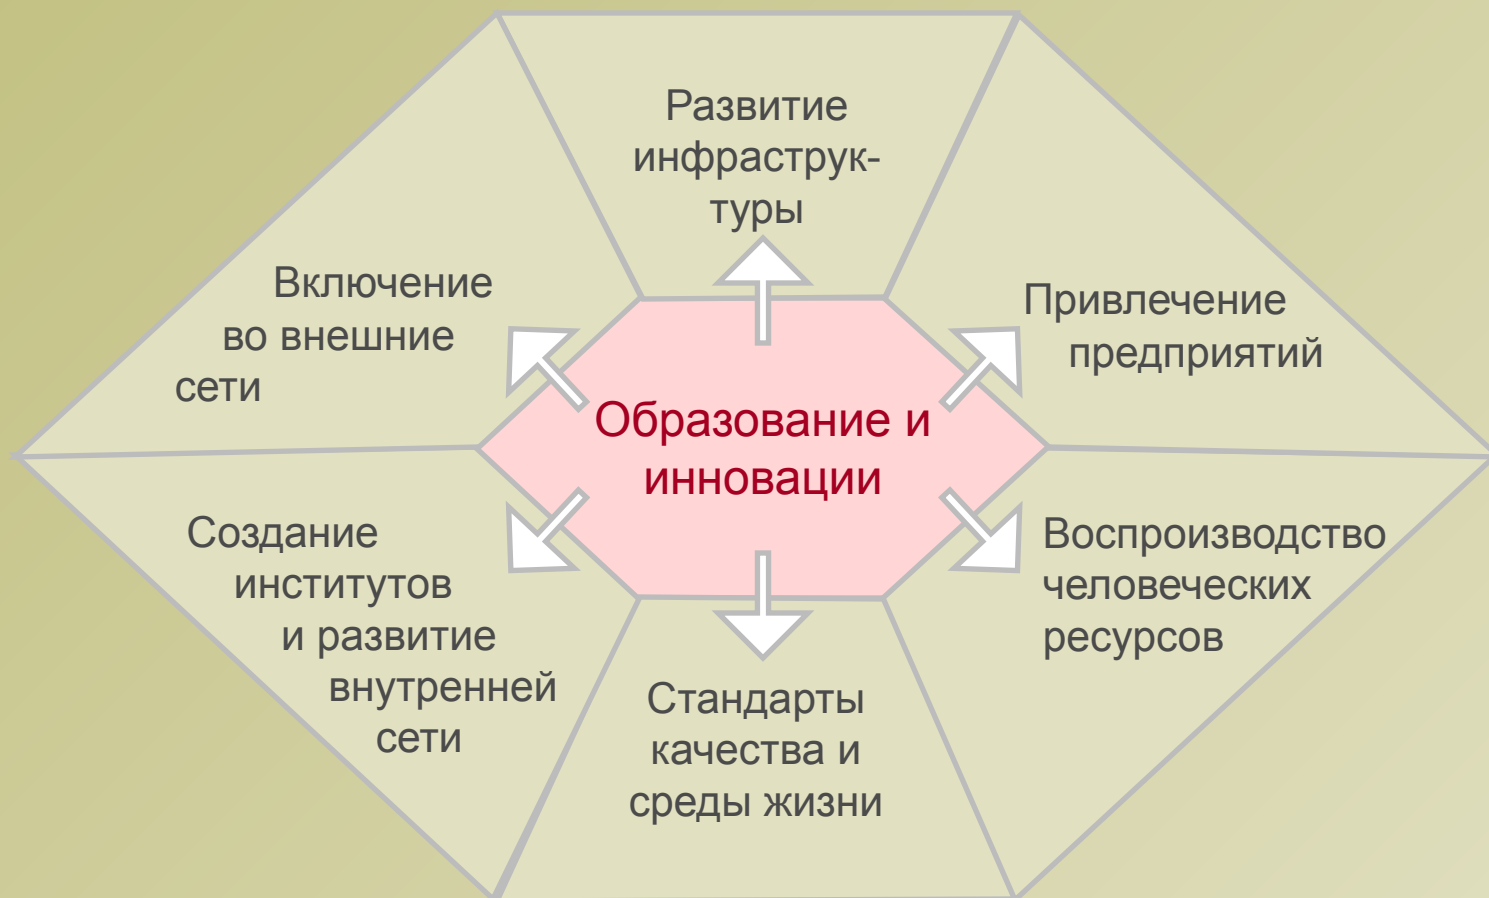 Развитие
инфраструк-
туры
Включение
во внешние
сети
Привлечение
предприятий
Образование и
инновации
Создание
институтов
и развитие
внутренней
сети
Воспроизводство
человеческих
ресурсов
Стандарты
качества и
среды жизни